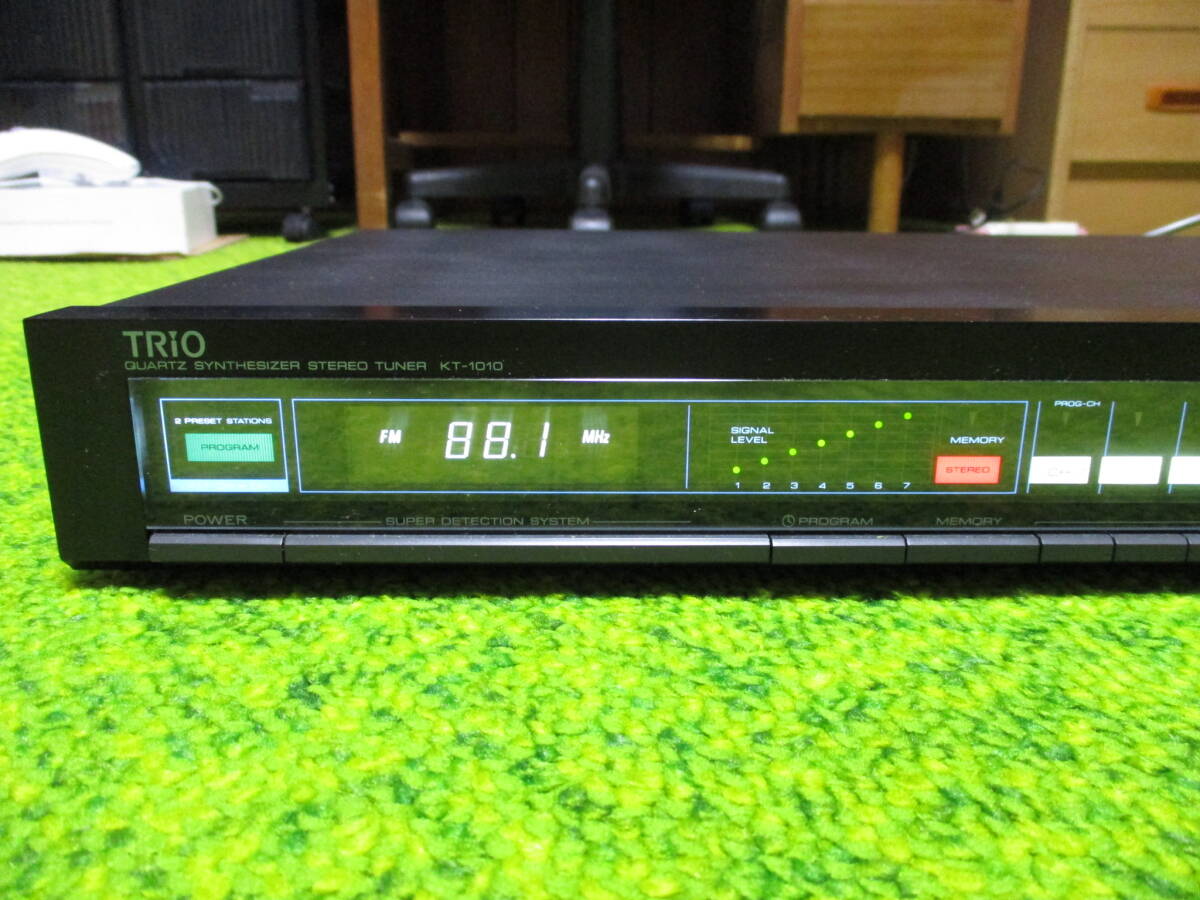 TRiO
QUARTZ SYNTHESIZER STEREO TUNER KT-1010
2 PRESET STATIONS
PROGRAM
FM 88.1 MHz
SIGNAL
LEVEL
1 2 3 4 5 6 7
MEMORY
STEREO
PROG-CH
POWER
SUPER DETECTION SYSTEM
PROGRAM
MEMORY